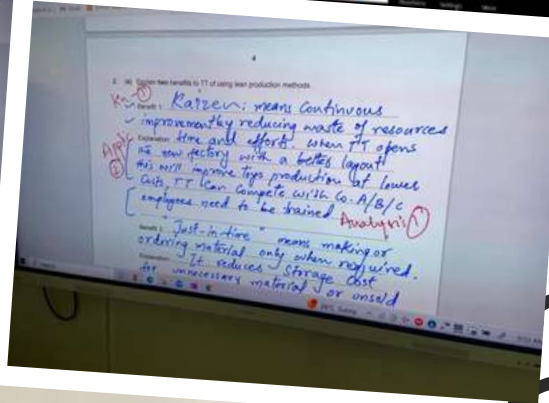 4
2 (a) Explain two benefits to TT of using lean production methods.
K – ①
Benefit 1: Kaizen: means Continuous
improvement by reducing waste of resources
Explanation: time and efforts. When TT opens
the new factory with a better layout
this will improve Toys production at lower
Costs, TT Can Compete with Co. A/B/C
employees need to be trained Analysis ①
Applic ②
Benefit 2: "Just-in-time" means making or
ordering material only when required.
Explanation: It reduces Storage Cost
for unnecessary material or unsold
Sunny